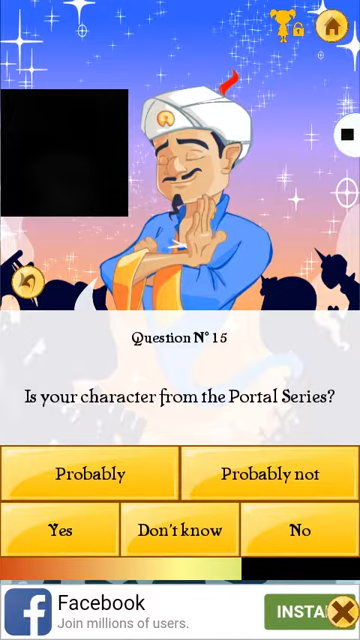 Question N° 15
Is your character from the Portal Series?
Probably
Probably not
Yes
Don't know
No
Facebook
Join millions of users.